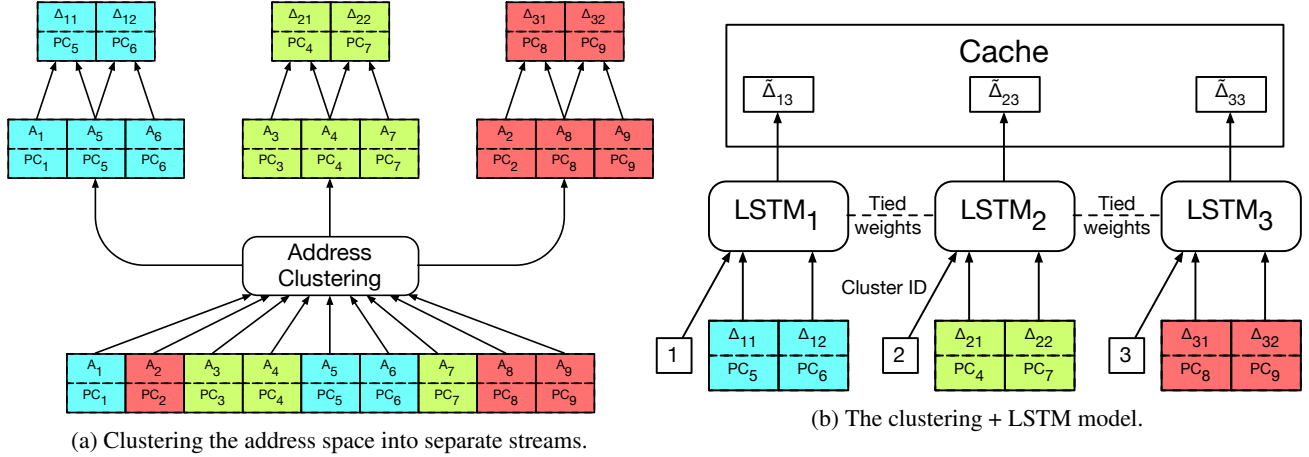 Δ11 Δ12
PC5 PC6
Δ21 Δ22
PC4 PC7
Δ31 Δ32
PC8 PC9
A1 A5 A6
PC1 PC5 PC6
A3 A4 A7
PC3 PC4 PC7
A2 A8 A9
PC2 PC8 PC9
Address
Clustering
A1 A2 A3 A4 A5 A6 A7 A8 A9
PC1 PC2 PC3 PC4 PC5 PC6 PC7 PC8 PC9
(a) Clustering the address space into separate streams.
Cache
Δ̃13 Δ̃23 Δ̃33
LSTM1
Tied
weights
LSTM2
Tied
weights
LSTM3
Cluster ID
1
Δ11 Δ12
PC5 PC6
2
Δ21 Δ22
PC4 PC7
3
Δ31 Δ32
PC8 PC9
(b) The clustering + LSTM model.